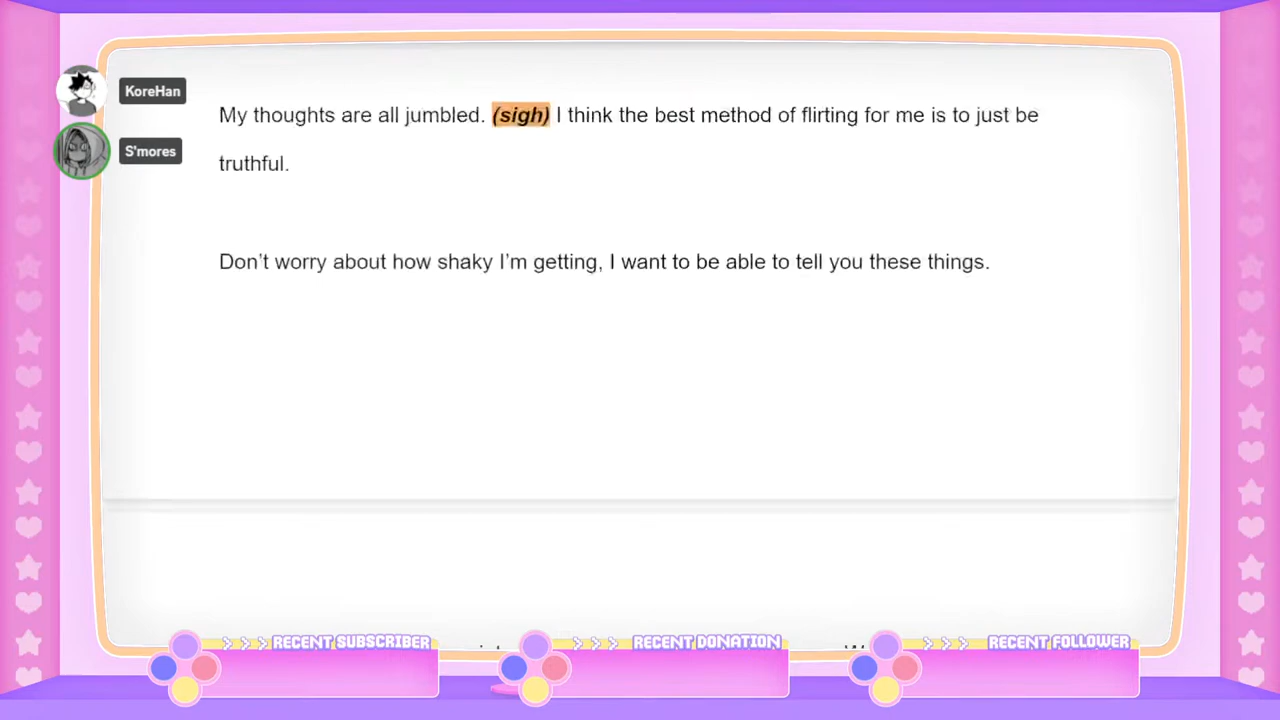 KoreHan
S'mores
My thoughts are all jumbled. (sigh) I think the best method of flirting for me is to just be
truthful.
Don’t worry about how shaky I’m getting, I want to be able to tell you these things.
> > > RECENT SUBSCRIBER
> > > RECENT DONATION
> > > RECENT FOLLOWER